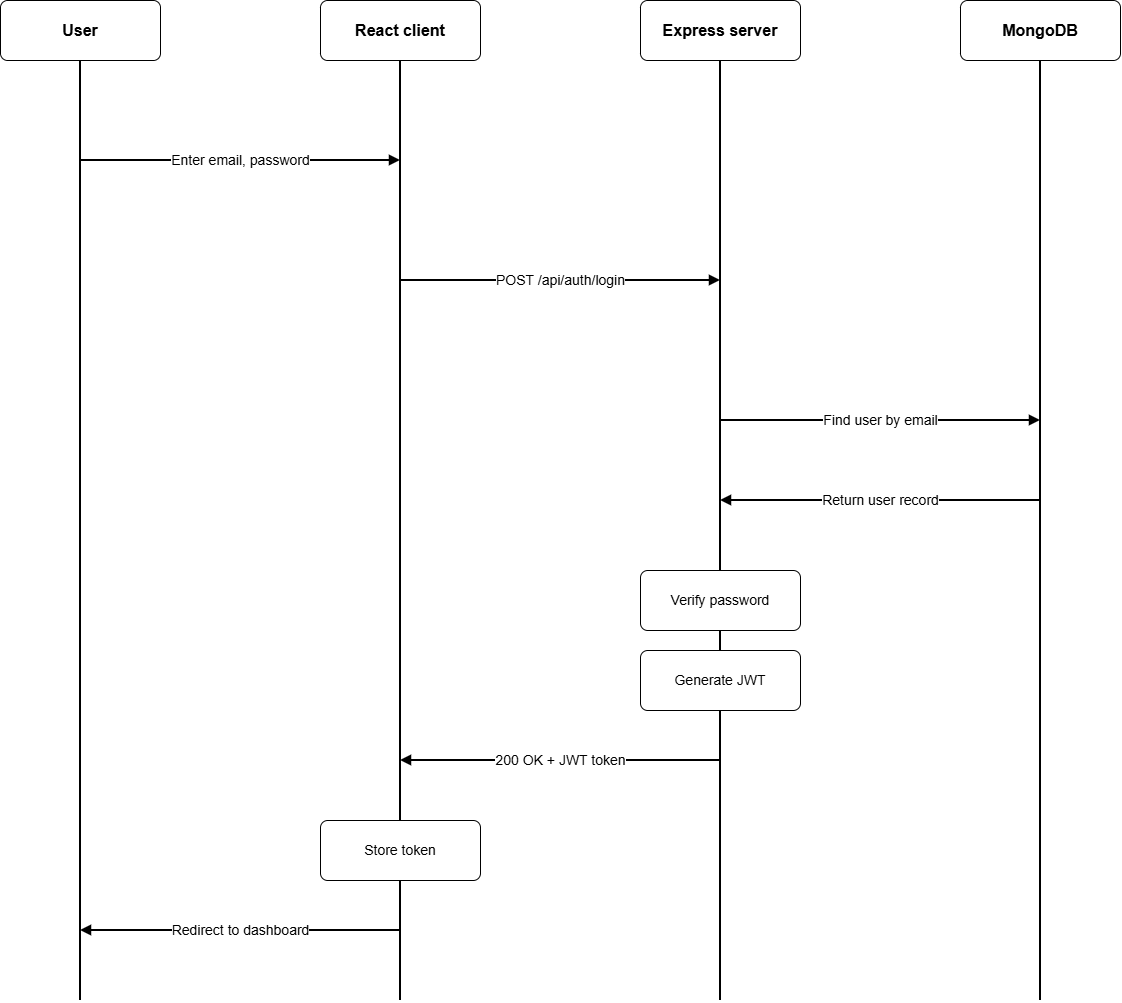 User
React client
Express server
MongoDB
Enter email, password
POST /api/auth/login
Find user by email
Return user record
Verify password
Generate JWT
200 OK + JWT token
Store token
Redirect to dashboard